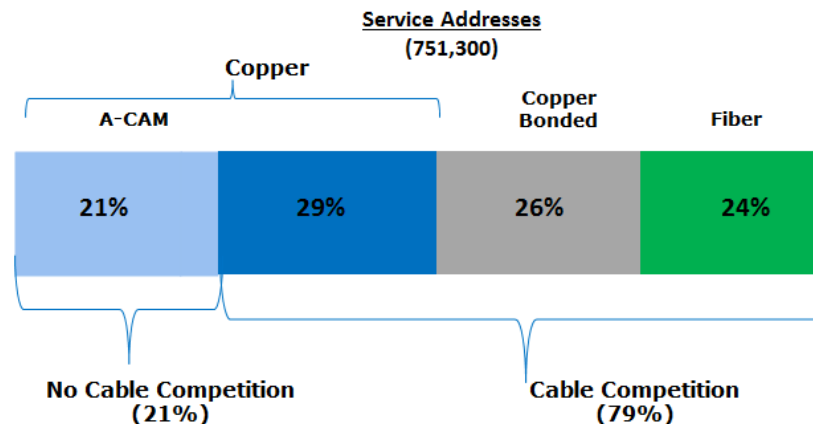 Service Addresses
(751,300)
Copper
A-CAM
Copper
Bonded
Fiber
21%
29%
26%
24%
No Cable Competition
(21%)
Cable Competition
(79%)